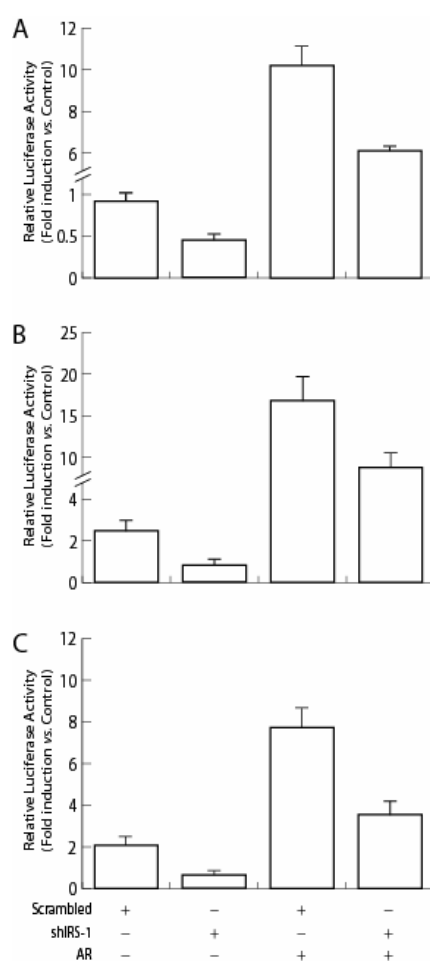 A
Relative Luciferase Activity
(Fold induction vs. Control)
12
10
8
6
1
0.5
0
B
Relative Luciferase Activity
(Fold induction vs. Control)
25
20
15
10
4
2
0
C
Relative Luciferase Activity
(Fold induction vs. Control)
12
10
8
6
4
2
0
Scrambled + – + –
shIRS-1 – + – +
AR – – + +